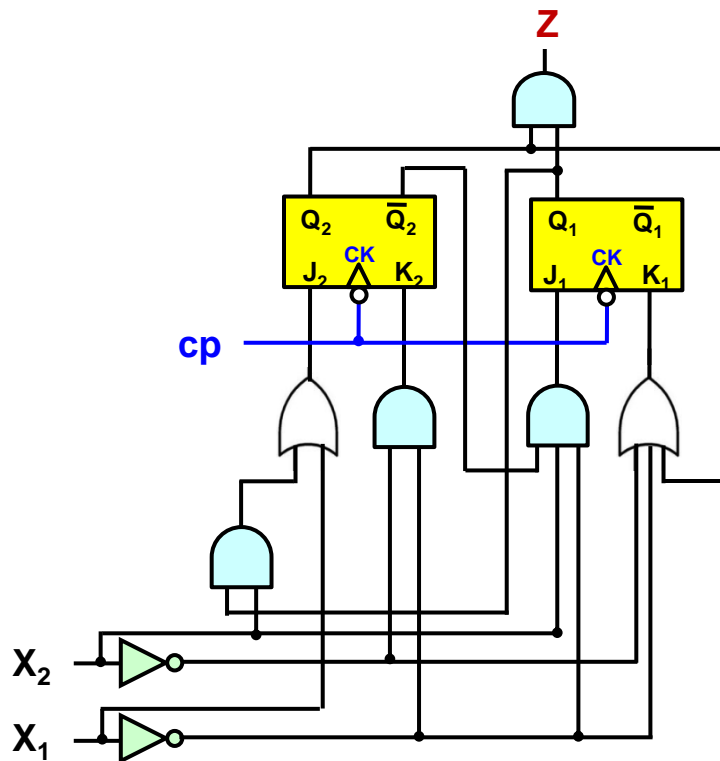 Z
Q₂ Q̅₂
CK
J₂ K₂
Q₁ Q̅₁
CK
J₁ K₁
cp
X₂
X₁